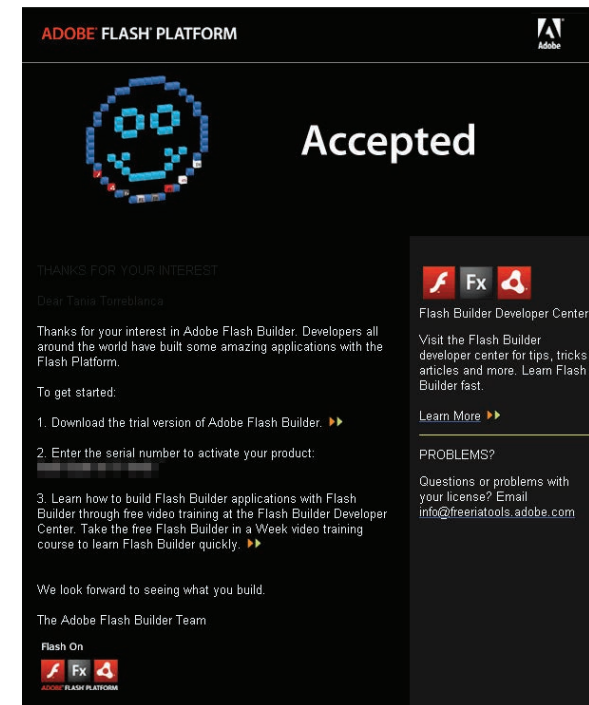 ADOBE® FLASH® PLATFORM
Adobe
Accepted
THANKS FOR YOUR INTEREST
Dear Tania Torreblanca
Thanks for your interest in Adobe Flash Builder. Developers all
around the world have built some amazing applications with the
Flash Platform.
To get started:
1. Download the trial version of Adobe Flash Builder.
2. Enter the serial number to activate your product:
3. Learn how to build Flash Builder applications with Flash
Builder through free video training at the Flash Builder Developer
Center. Take the free Flash Builder in a Week video training
course to learn Flash Builder quickly.
We look forward to seeing what you build.
The Adobe Flash Builder Team
Flash On
Fx
ADOBE® FLASH PLATFORM
Fx
Flash Builder Developer Center
Visit the Flash Builder
developer center for tips, tricks
articles and more. Learn Flash
Builder fast.
Learn More
PROBLEMS?
Questions or problems with
your license? Email
info@freeriatools.adobe.com